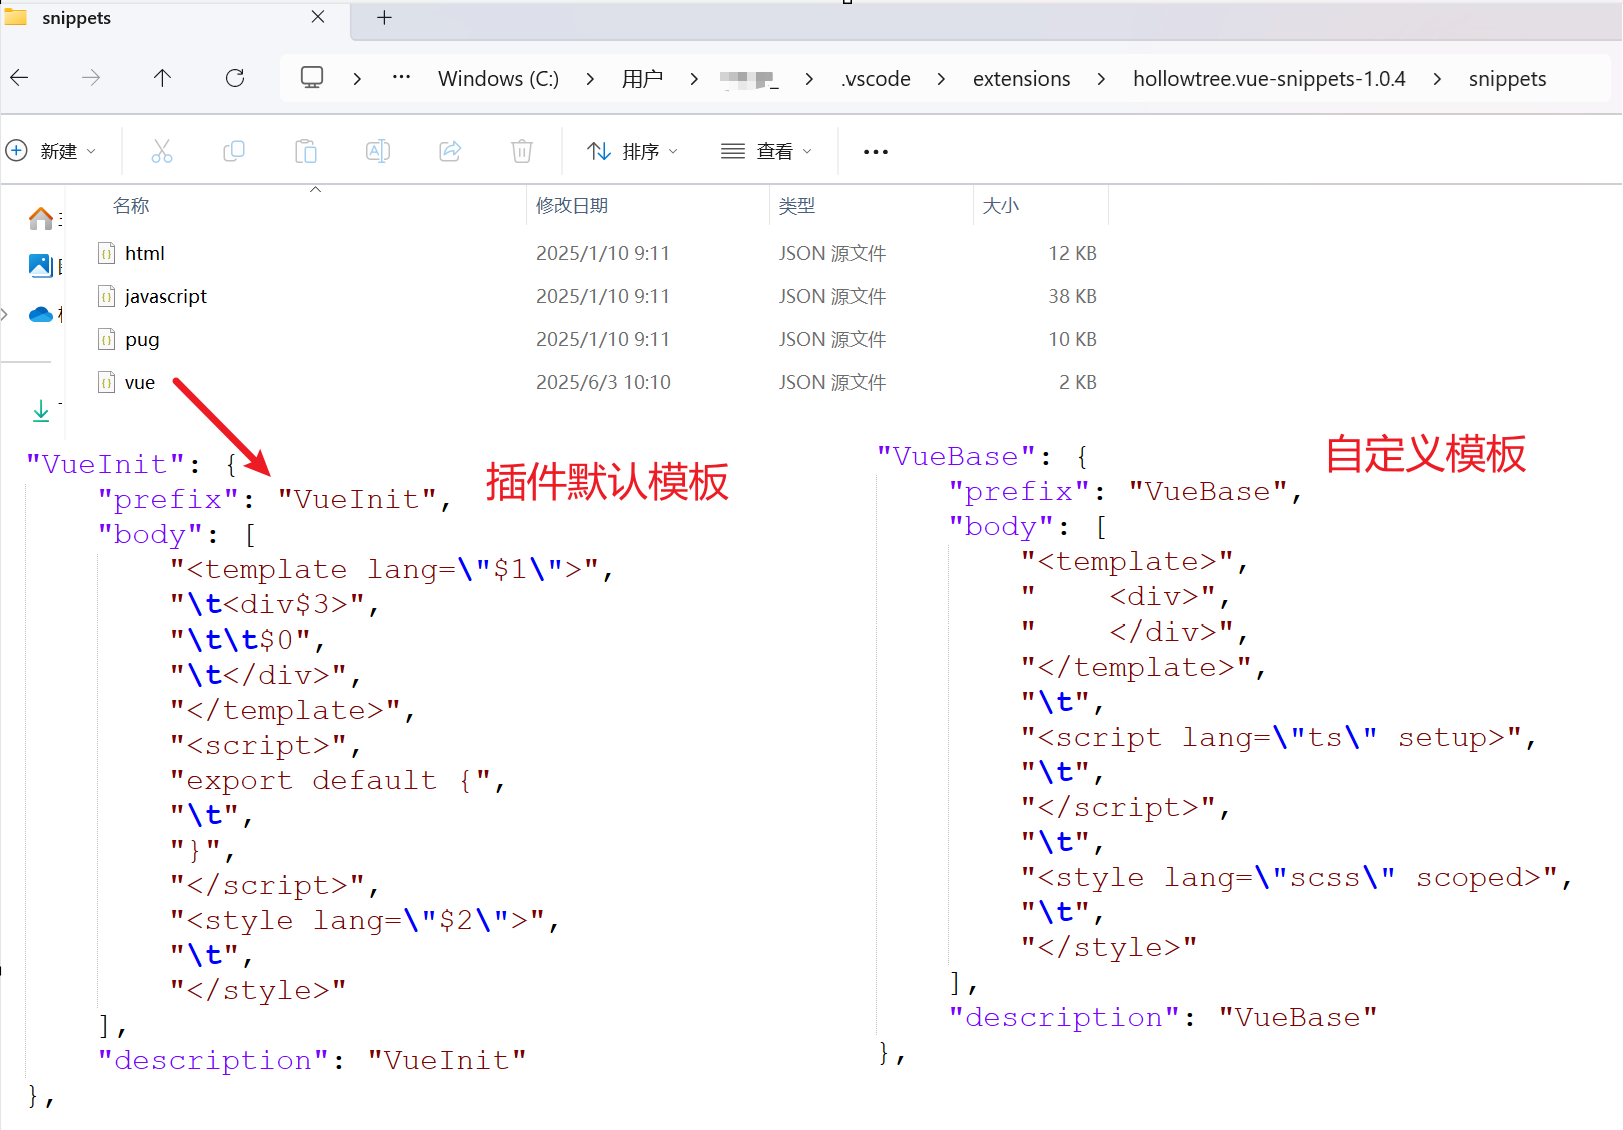 snippets
Windows (C:) 用户 .vscode extensions hollowtree.vue-snippets-1.0.4 snippets
新建 排序 查看
名称 修改日期 类型 大小
html 2025/1/10 9:11 JSON 源文件 12 KB
javascript 2025/1/10 9:11 JSON 源文件 38 KB
pug 2025/1/10 9:11 JSON 源文件 10 KB
vue 2025/6/3 10:10 JSON 源文件 2 KB
插件默认模板
"VueInit": {
"prefix": "VueInit",
"body": [
"<template lang=\"$1\">",
"\t<div$3>",
"\t\t$0",
"\t</div>",
"</template>",
"<script>",
"export default {",
"\t",
"}",
"</script>",
"<style lang=\"$2\">",
"\t",
"</style>"
],
"description": "VueInit"
},
自定义模板
"VueBase": {
"prefix": "VueBase",
"body": [
"<template>",
"    <div>",
"    </div>",
"</template>",
"\t",
"<script lang=\"ts\" setup>",
"\t",
"</script>",
"\t",
"<style lang=\"scss\" scoped>",
"\t",
"</style>"
],
"description": "VueBase"
},